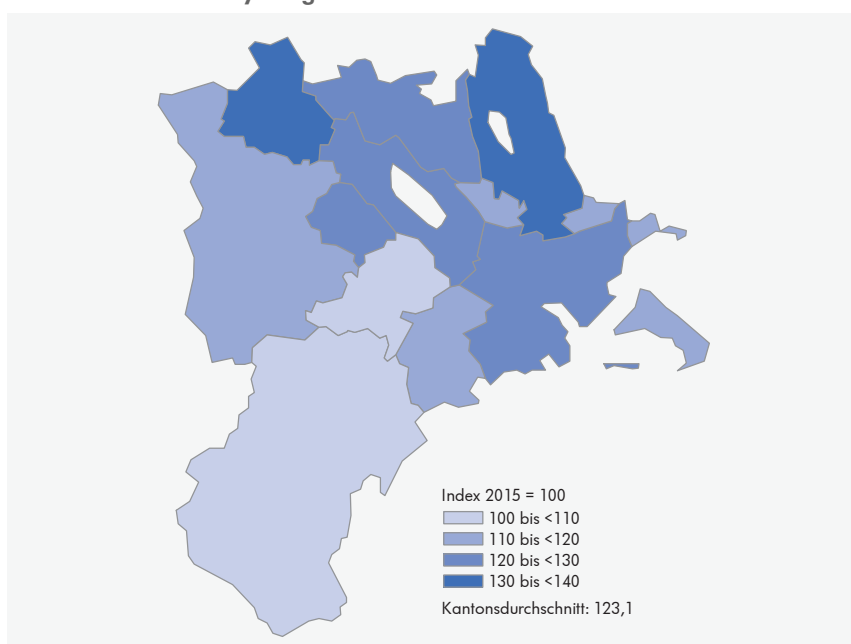 Index 2015 = 100
100 bis <110
110 bis <120
120 bis <130
130 bis <140
Kantonsdurchschnitt: 123,1